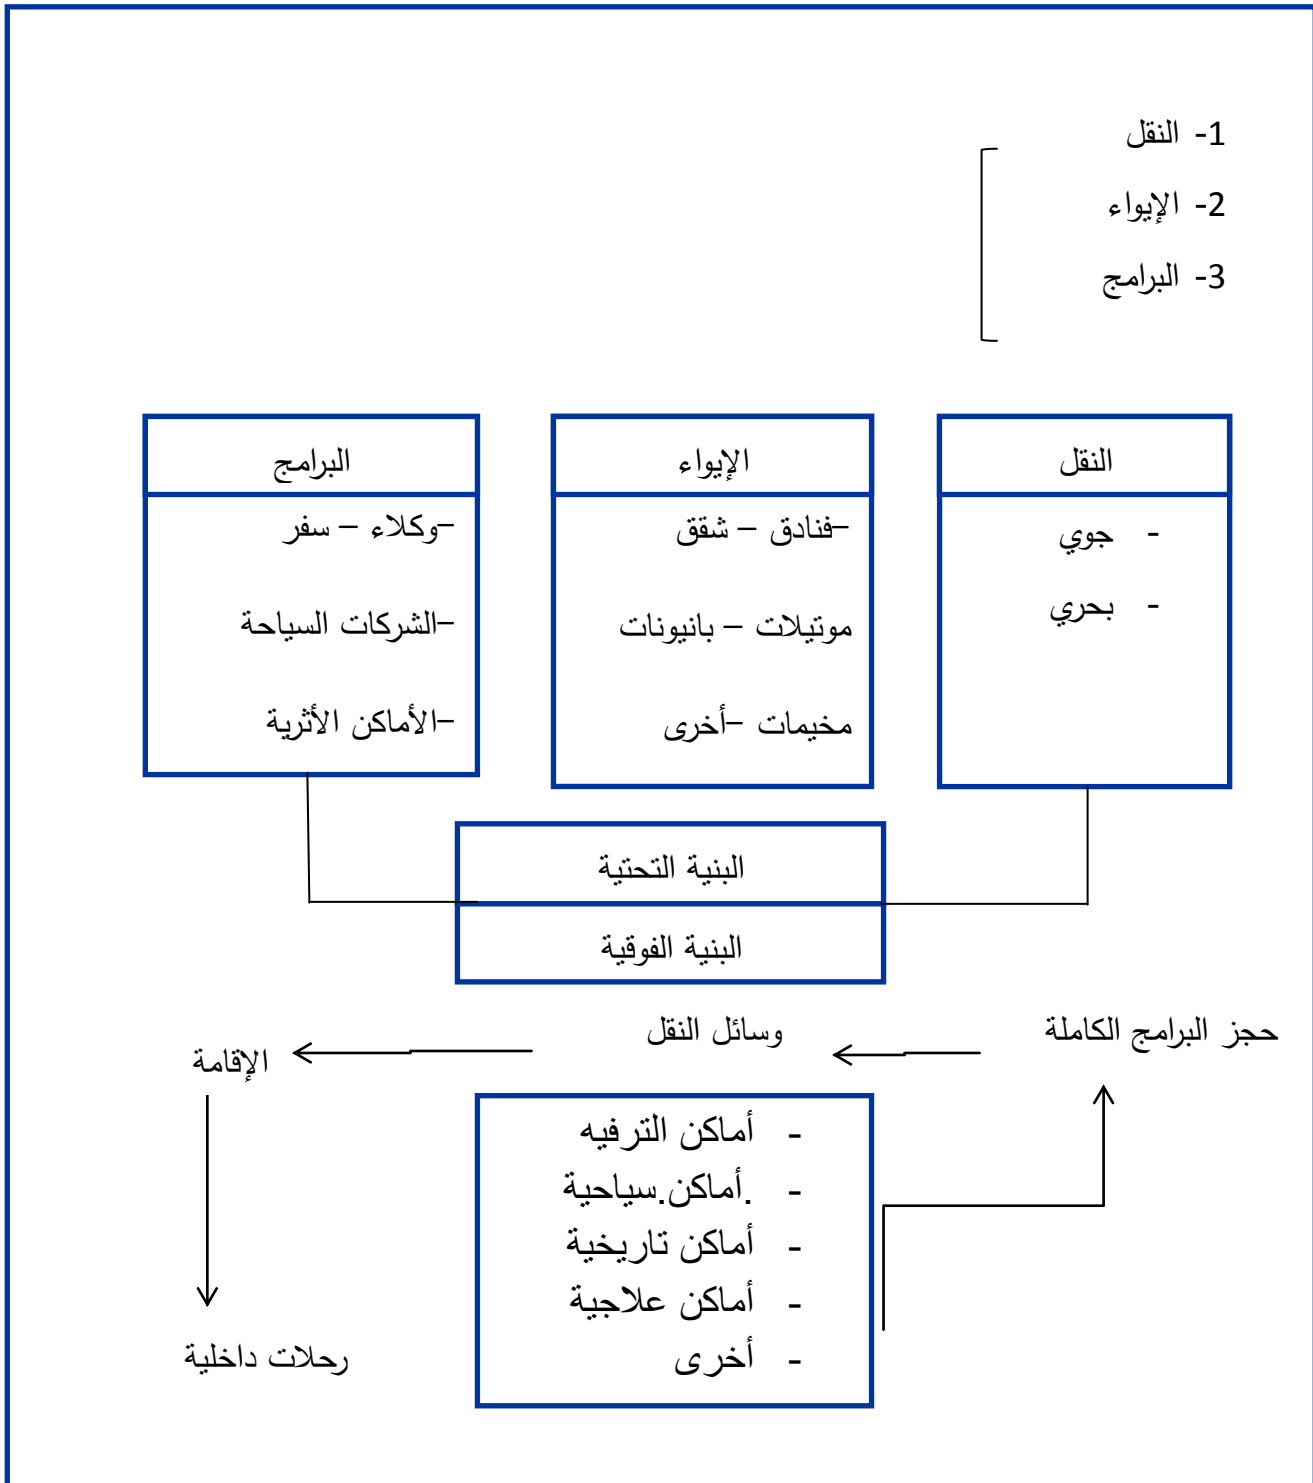 1- النقل
2- الإيواء
3- البرامج
النقل
- جوي
- بحري
الإيواء
-فنادق – شقق
موتيلات – بانيونات
مخيمات –أخرى
البرامج
-وكلاء – سفر
-الشركات السياحة
-الأماكن الأثرية
البنية التحتية
البنية الفوقية
حجز البرامج الكاملة
وسائل النقل
الإقامة
- أماكن الترفيه
- .أماكن.سياحية
- أماكن تاريخية
- أماكن علاجية
- أخرى
رحلات داخلية